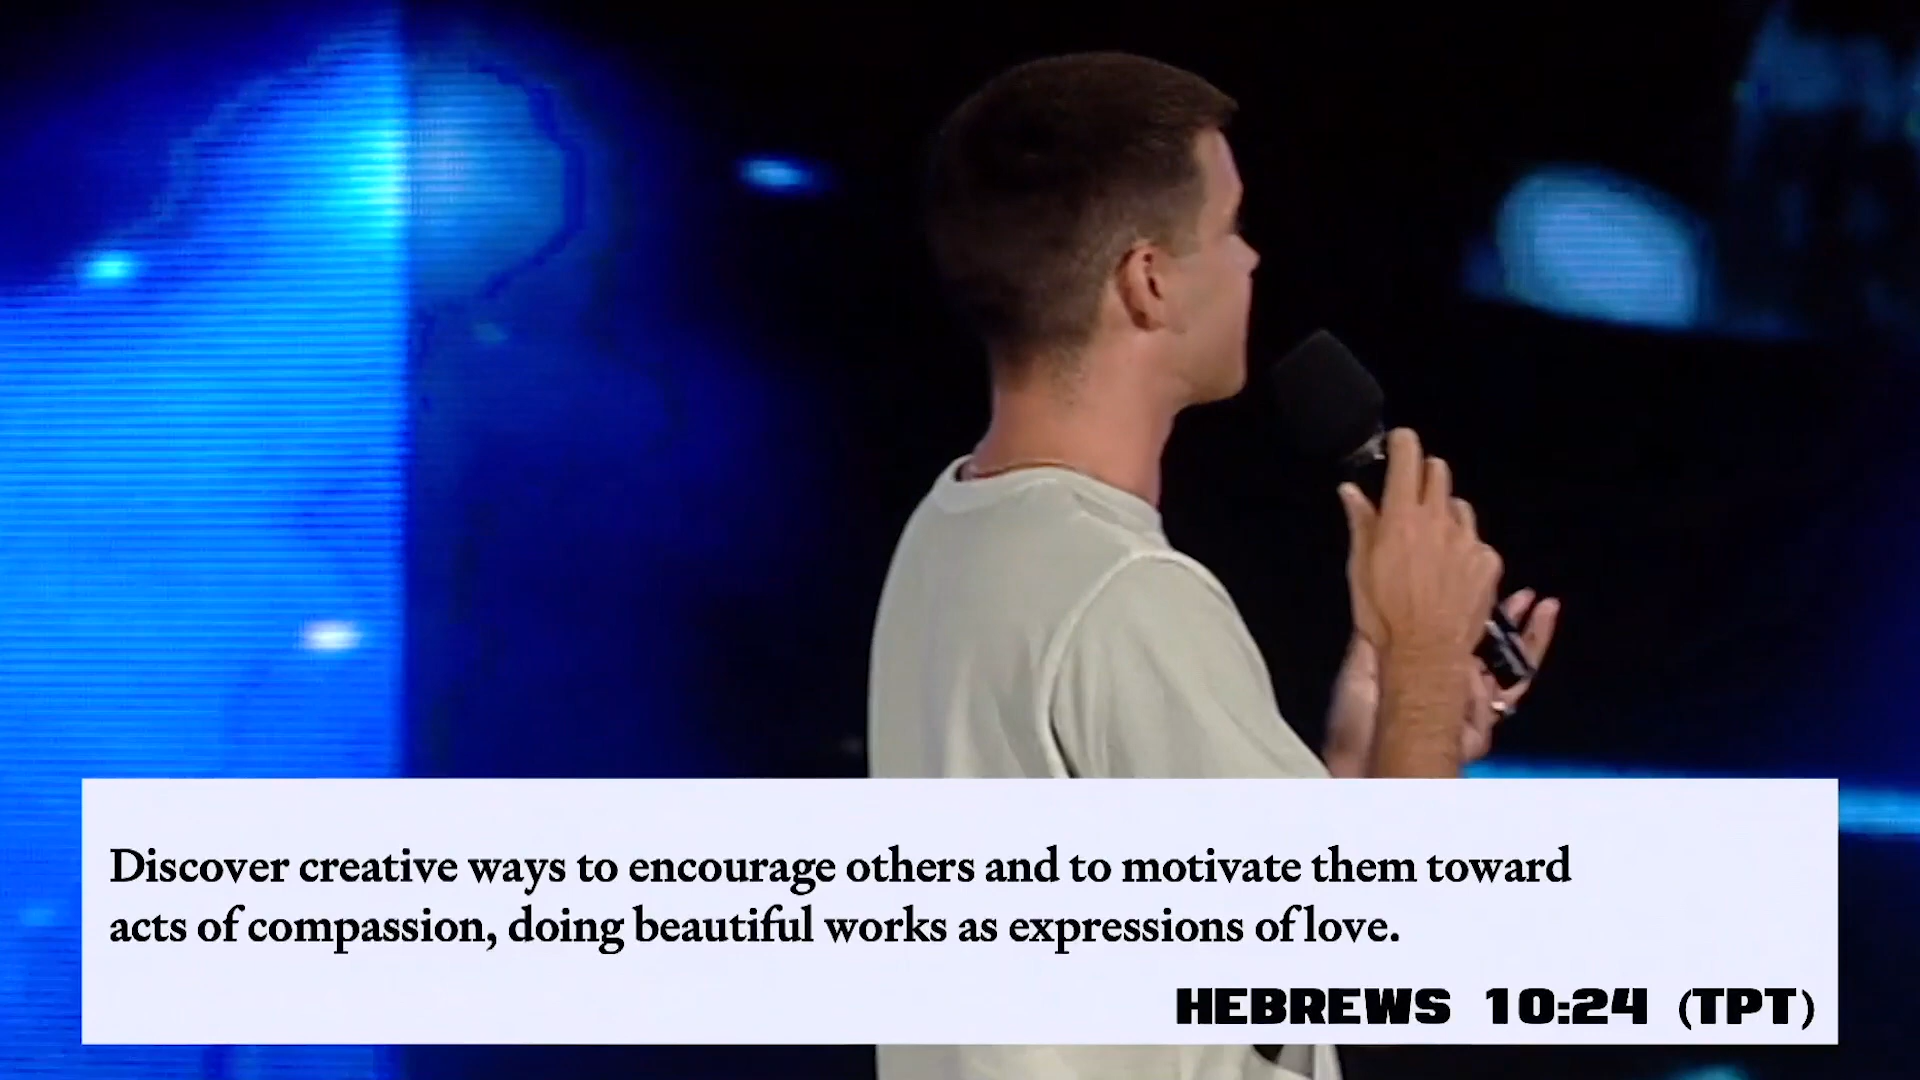 Discover creative ways to encourage others and to motivate them toward
acts of compassion, doing beautiful works as expressions of love.
HEBREWS 10:24 (TPT)